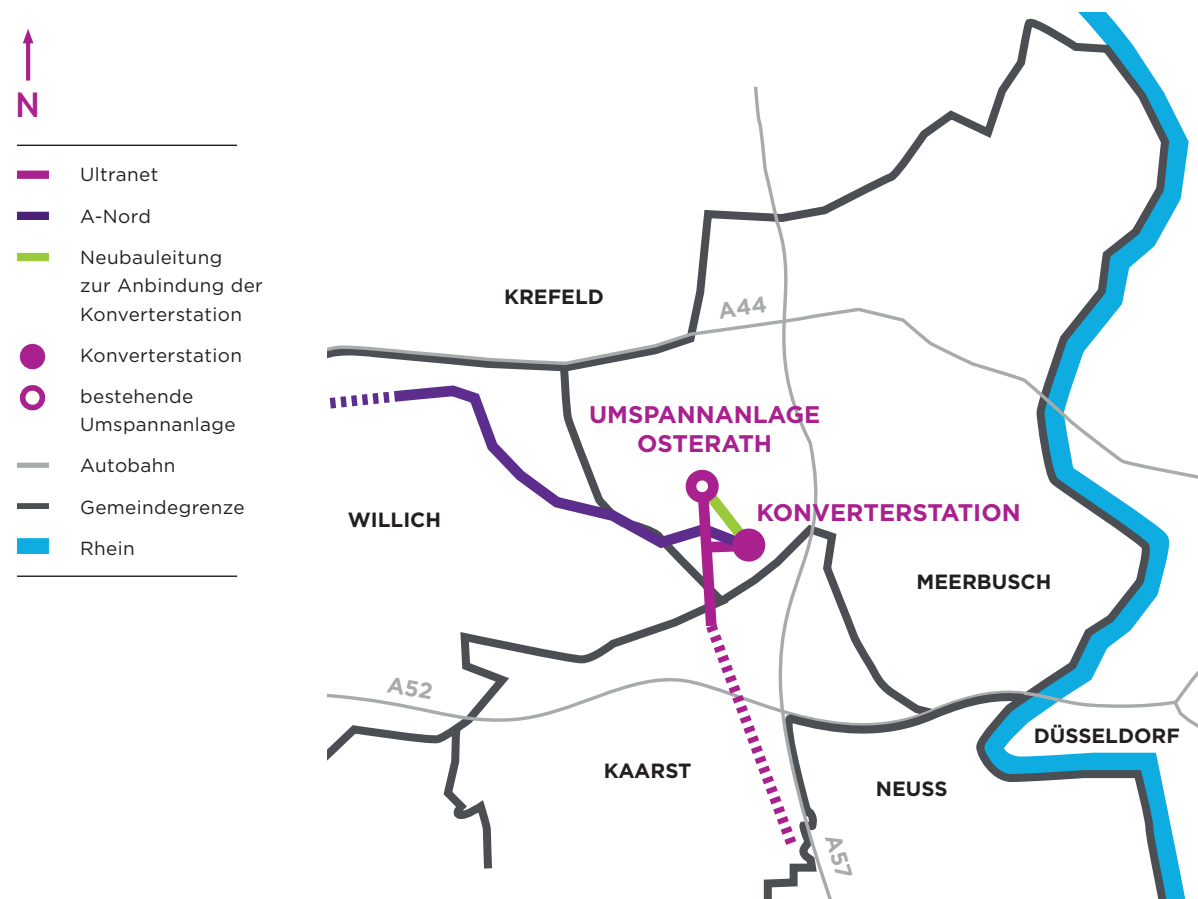 N
Ultranet
A-Nord
Neubauleitung
zur Anbindung der
Konverterstation
Konverterstation
bestehende
Umspannanlage
Autobahn
Gemeindegrenze
Rhein
KREFELD
A44
UMSPANNANLAGE
OSTERATH
KONVERTERSTATION
WILLICH
MEERBUSCH
A52
DÜSSELDORF
KAARST
NEUSS
A57